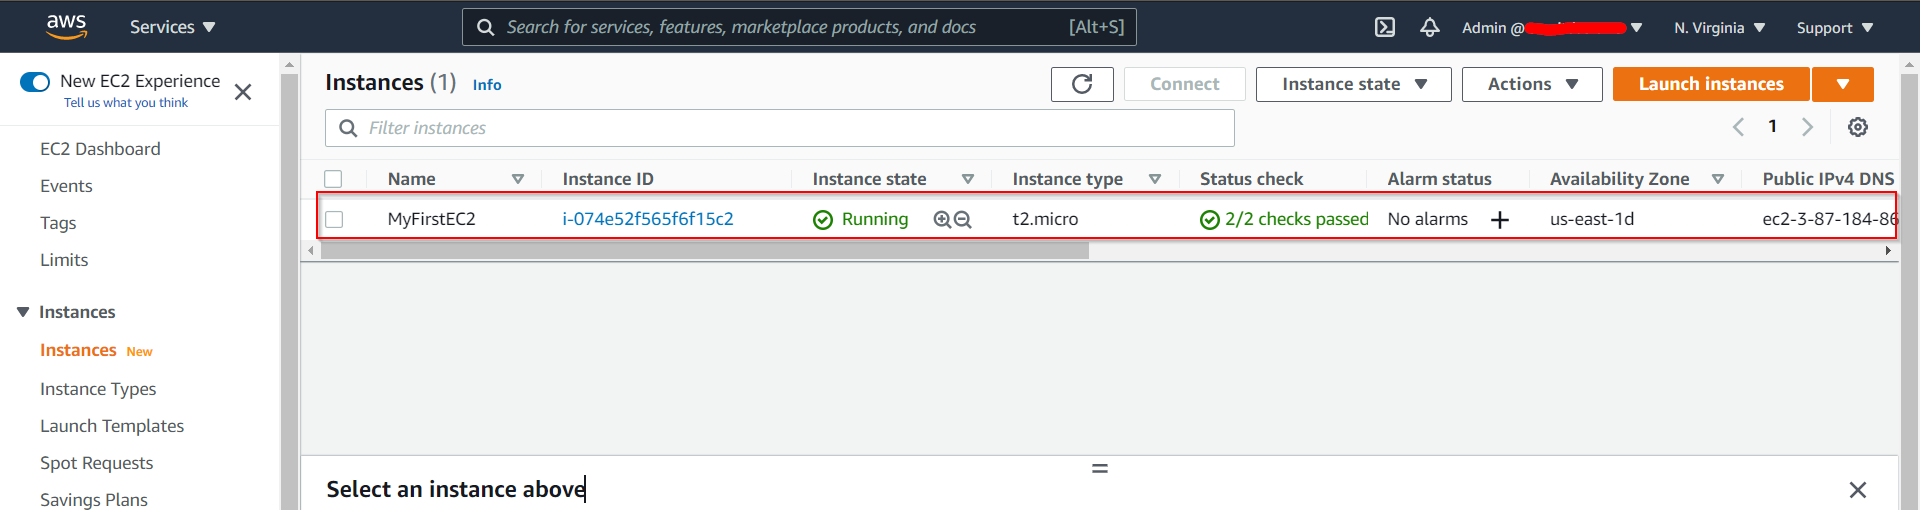 aws Services Search for services, features, marketplace products, and docs [Alt+S] Admin @ N. Virginia Support
New EC2 Experience
Tell us what you think
EC2 Dashboard
Events
Tags
Limits
Instances
Instances New
Instance Types
Launch Templates
Spot Requests
Savings Plans
Instances (1) Info Connect Instance state Actions Launch instances
Filter instances 1
Name Instance ID Instance state Instance type Status check Alarm status Availability Zone Public IPv4 DNS
MyFirstEC2 i-074e52f565f6f15c2 Running t2.micro 2/2 checks passed No alarms + us-east-1d ec2-3-87-184-86
Select an instance above